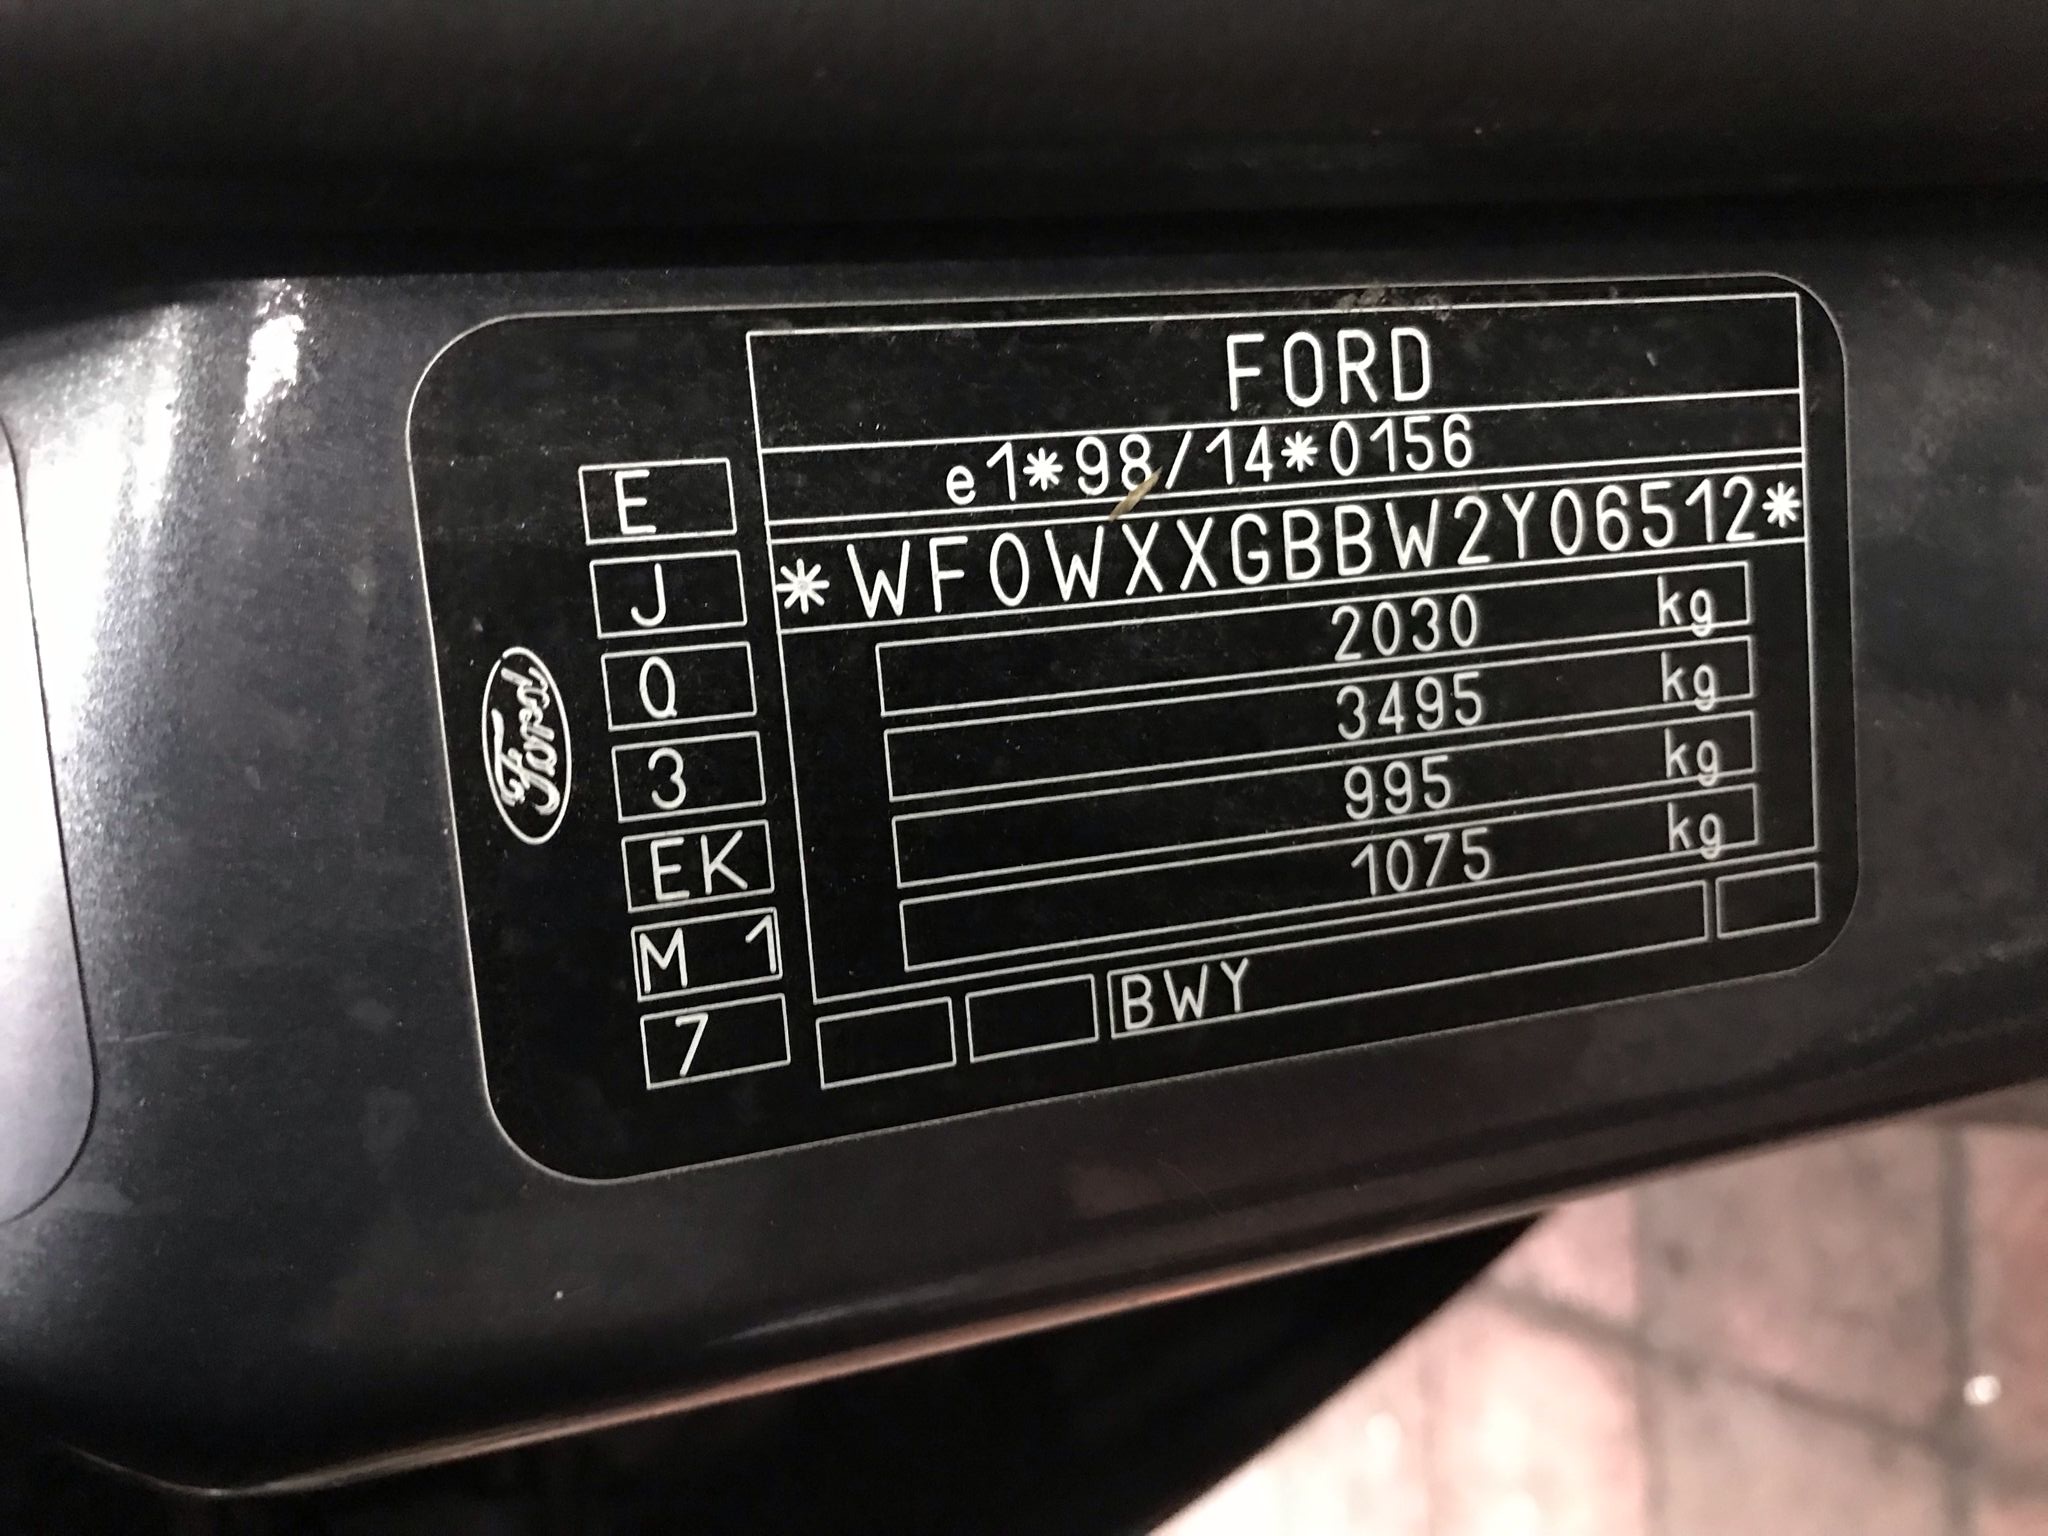 FORD
e1*98/14*0156
*WF0WXXGBBW2Y06512*
2030 kg
3495 kg
995 kg
1075 kg
BWY
E
J
Q
3
EK
M 1
7
Ford